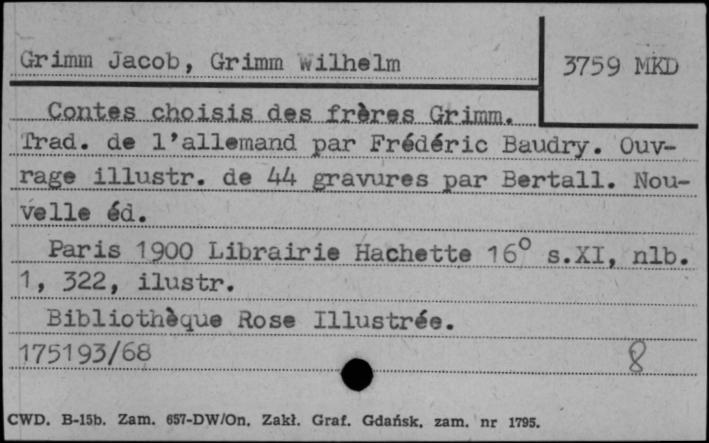 Grimm Jacob, Grimm Wilhelm
3759 MKD
Contes choisis des frères Grimm.
Trad. de l'allemand par Frédéric Baudry. Ouv-
rage illustr. de 44 gravures par Bertall. Nou-
velle éd.
Paris 1900 Librairie Hachette 16° s.XI, nlb.
1, 322, ilustr.
Bibliothèque Rose Illustrée.
175193/68
8
CWD. B-15b. Zam. 657-DW/On. Zakł. Graf. Gdańsk. zam. nr 1795.